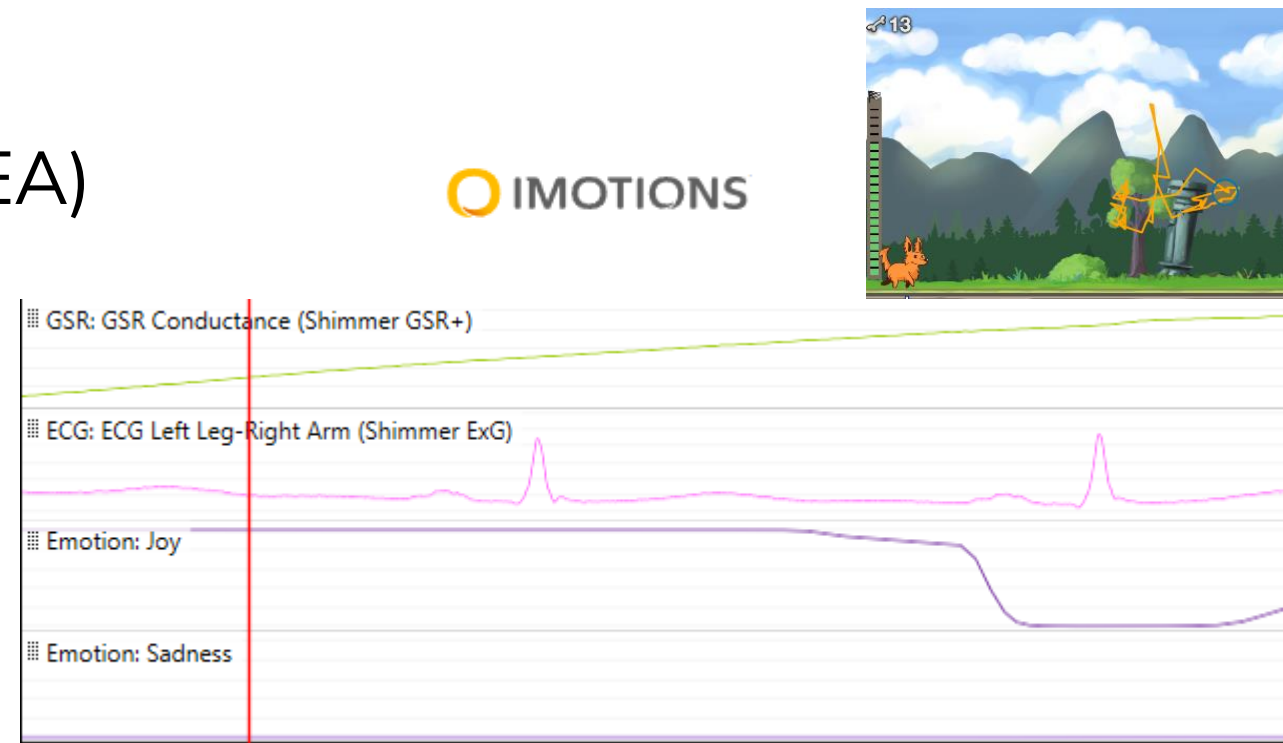 13
EA)
IMOTIONS
GSR: GSR Conductance (Shimmer GSR+)
ECG: ECG Left Leg-Right Arm (Shimmer ExG)
Emotion: Joy
Emotion: Sadness